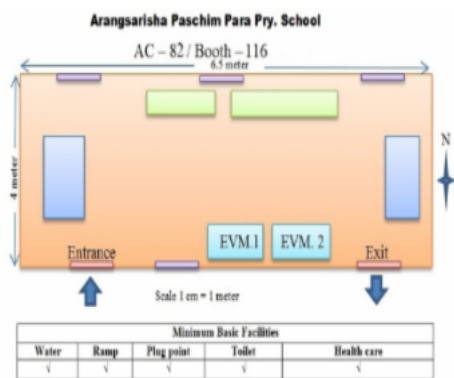 Arangsarisha Paschim Para Pry. School
AC – 82 / Booth – 116
6.5 meter
4 meter
N
EVM.1 EVM. 2
Entrance Exit
Scale 1 cm = 1 meter
Minimum Basic Facilities
Water Ramp Plug point Toilet Health care
√ √ √ √ √